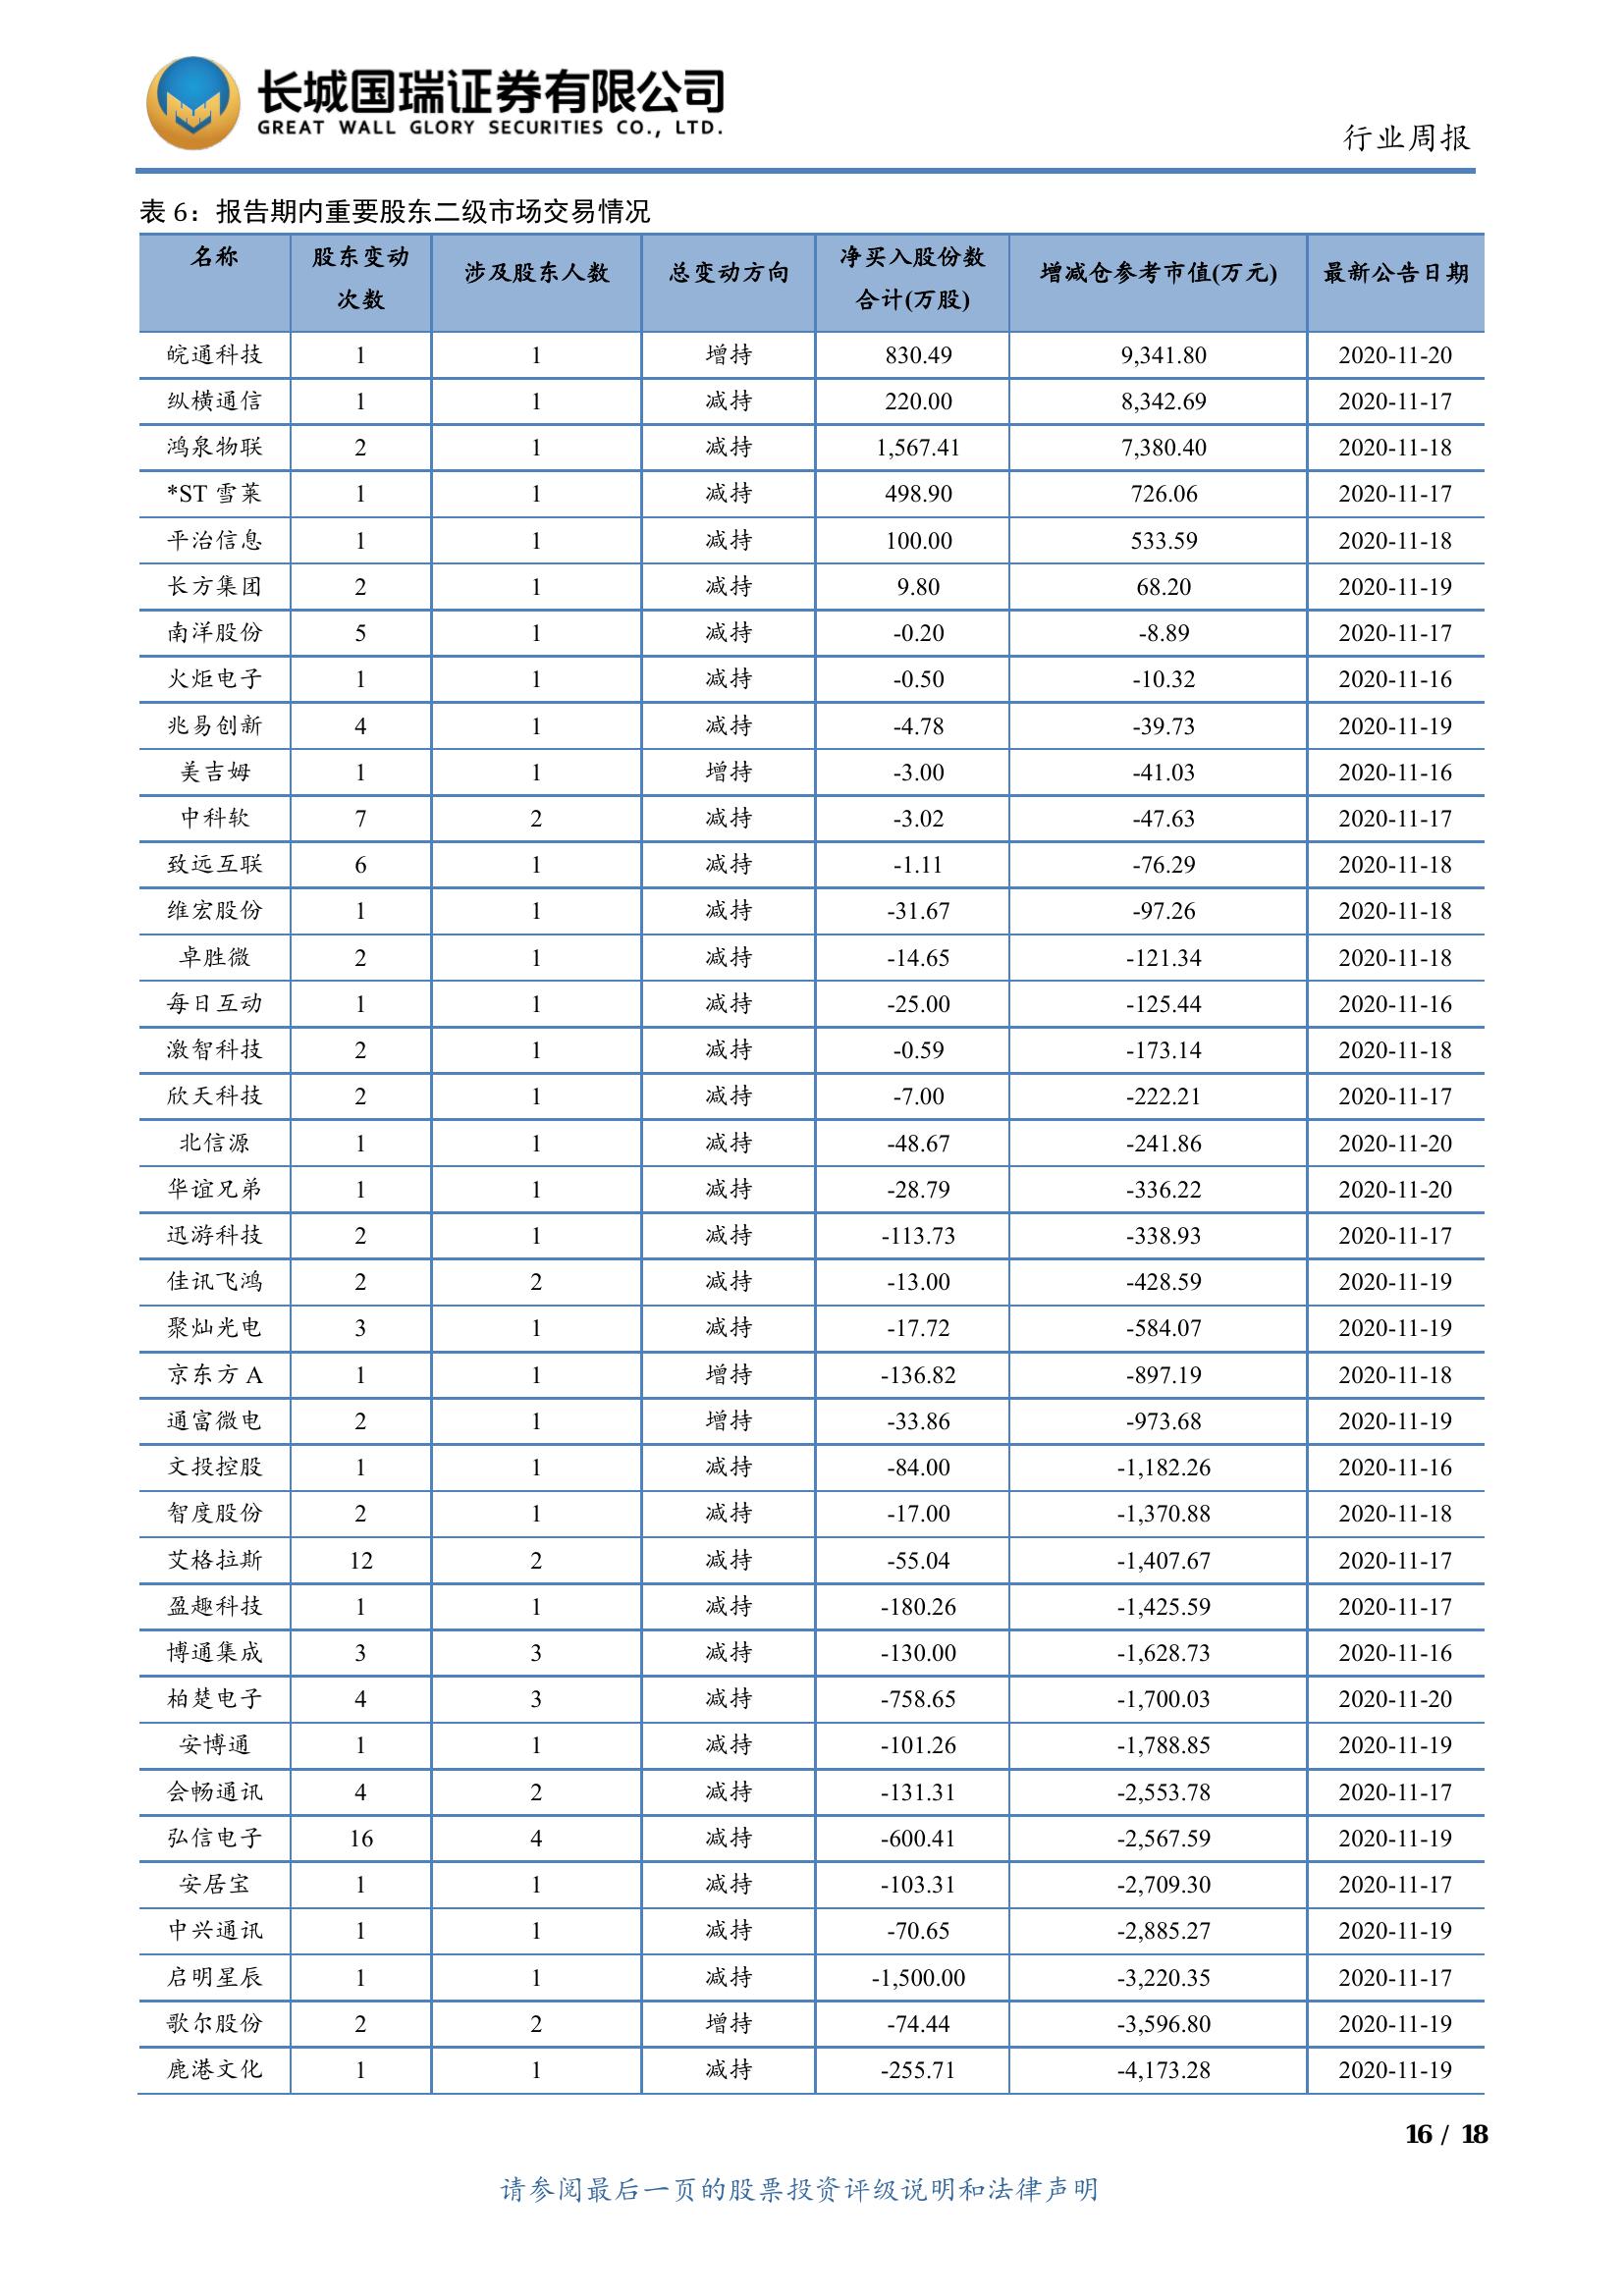 长城国瑞证券有限公司
GREAT WALL GLORY SECURITIES CO., LTD.
行业周报
表 6：报告期内重要股东二级市场交易情况
名称 股东变动次数 涉及股东人数 总变动方向 净买入股份数合计(万股) 增减仓参考市值(万元) 最新公告日期
皖通科技 1 1 增持 830.49 9,341.80 2020-11-20
纵横通信 1 1 减持 220.00 8,342.69 2020-11-17
鸿泉物联 2 1 减持 1,567.41 7,380.40 2020-11-18
*ST 雪莱 1 1 减持 498.90 726.06 2020-11-17
平治信息 1 1 减持 100.00 533.59 2020-11-18
长方集团 2 1 减持 9.80 68.20 2020-11-19
南洋股份 5 1 减持 -0.20 -8.89 2020-11-17
火炬电子 1 1 减持 -0.50 -10.32 2020-11-16
兆易创新 4 1 减持 -4.78 -39.73 2020-11-19
美吉姆 1 1 增持 -3.00 -41.03 2020-11-16
中科软 7 2 减持 -3.02 -47.63 2020-11-17
致远互联 6 1 减持 -1.11 -76.29 2020-11-18
维宏股份 1 1 减持 -31.67 -97.26 2020-11-18
卓胜微 2 1 减持 -14.65 -121.34 2020-11-18
每日互动 1 1 减持 -25.00 -125.44 2020-11-16
激智科技 2 1 减持 -0.59 -173.14 2020-11-18
欣天科技 2 1 减持 -7.00 -222.21 2020-11-17
北信源 1 1 减持 -48.67 -241.86 2020-11-20
华谊兄弟 1 1 减持 -28.79 -336.22 2020-11-20
迅游科技 2 1 减持 -113.73 -338.93 2020-11-17
佳讯飞鸿 2 2 减持 -13.00 -428.59 2020-11-19
聚灿光电 3 1 减持 -17.72 -584.07 2020-11-19
京东方 A 1 1 增持 -136.82 -897.19 2020-11-18
通富微电 2 1 增持 -33.86 -973.68 2020-11-19
文投控股 1 1 减持 -84.00 -1,182.26 2020-11-16
智度股份 2 1 减持 -17.00 -1,370.88 2020-11-18
艾格拉斯 12 2 减持 -55.04 -1,407.67 2020-11-17
盈趣科技 1 1 减持 -180.26 -1,425.59 2020-11-17
博通集成 3 3 减持 -130.00 -1,628.73 2020-11-16
柏楚电子 4 3 减持 -758.65 -1,700.03 2020-11-20
安博通 1 1 减持 -101.26 -1,788.85 2020-11-19
会畅通讯 4 2 减持 -131.31 -2,553.78 2020-11-17
弘信电子 16 4 减持 -600.41 -2,567.59 2020-11-19
安居宝 1 1 减持 -103.31 -2,709.30 2020-11-17
中兴通讯 1 1 减持 -70.65 -2,885.27 2020-11-19
启明星辰 1 1 减持 -1,500.00 -3,220.35 2020-11-17
歌尔股份 2 2 增持 -74.44 -3,596.80 2020-11-19
鹿港文化 1 1 减持 -255.71 -4,173.28 2020-11-19
16 / 18
请参阅最后一页的股票投资评级说明和法律声明